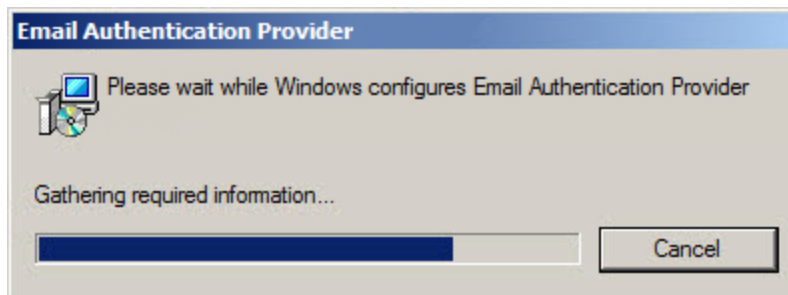 Email Authentication Provider
Please wait while Windows configures Email Authentication Provider
Gathering required information...
Cancel